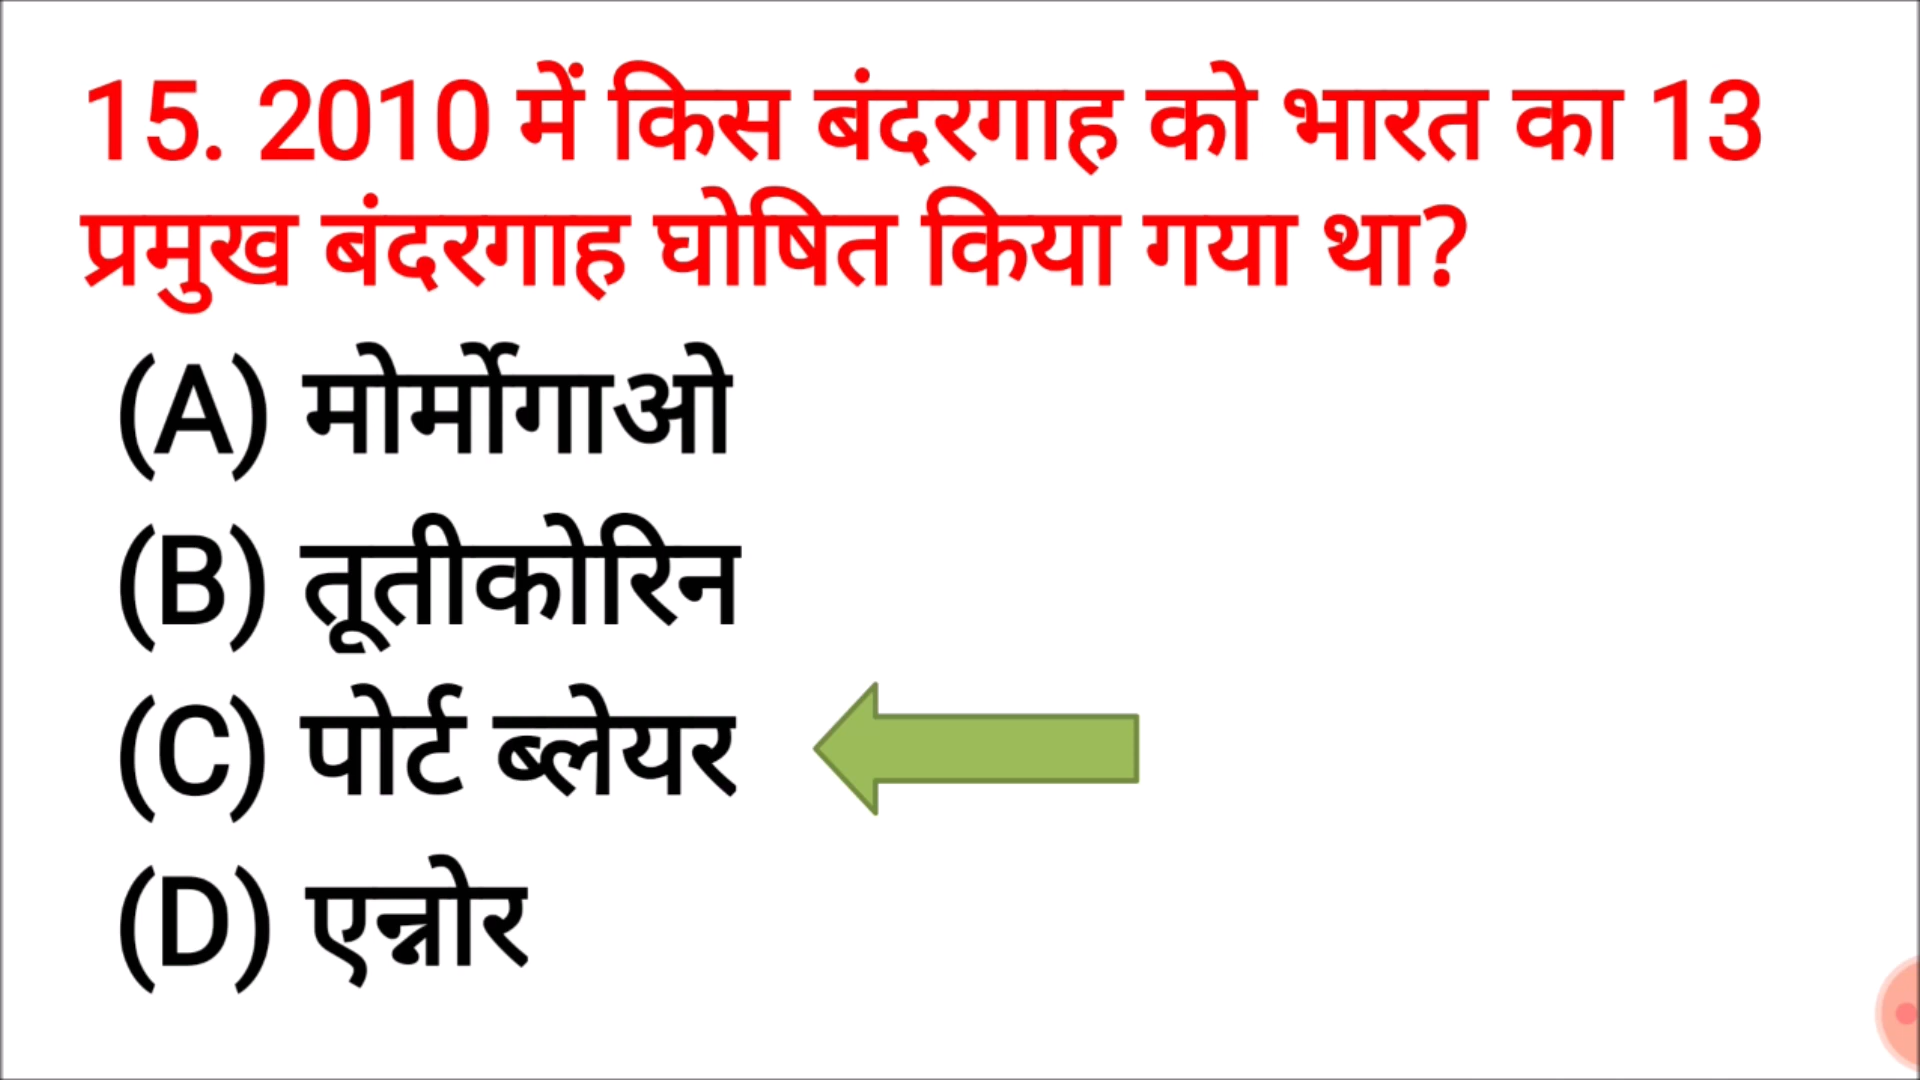 15. 2010 में किस बंदरगाह को भारत का 13
प्रमुख बंदरगाह घोषित किया गया था?
(A) मोर्मोगाओ
(B) तूतीकोरिन
(C) पोर्ट ब्लेयर
(D) एन्नोर